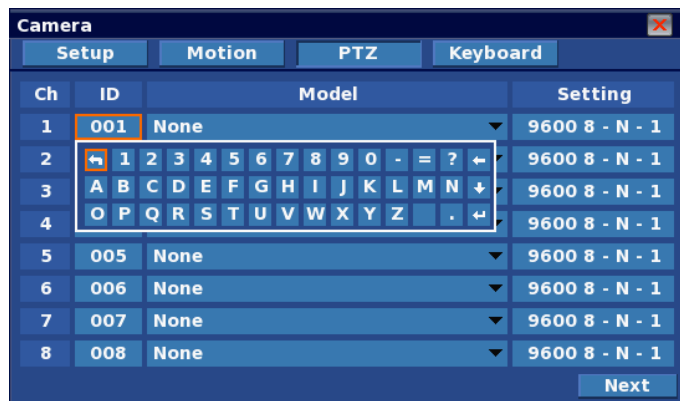 Camera
Setup Motion PTZ Keyboard
Ch ID Model Setting
1 001 None 9600 8 - N - 1
2 9600 8 - N - 1
1 2 3 4 5 6 7 8 9 0 - = ? ←
3 9600 8 - N - 1
A B C D E F G H I J K L M N
4 9600 8 - N - 1
O P Q R S T U V W X Y Z .
5 005 None 9600 8 - N - 1
6 006 None 9600 8 - N - 1
7 007 None 9600 8 - N - 1
8 008 None 9600 8 - N - 1
Next